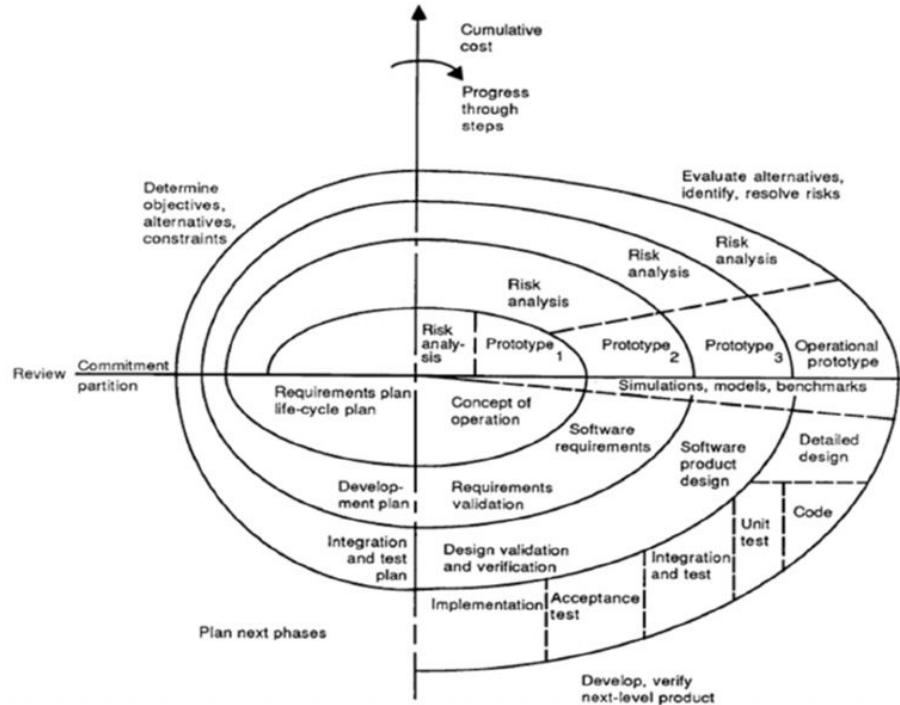 Cumulative
cost
Progress
through
steps
Evaluate alternatives,
identify, resolve risks
Determine
objectives,
alternatives,
constraints
Risk
analysis
Risk
analysis
Risk
analysis
Risk
analy-
sis
Prototype 1
Prototype 2
Prototype 3
Operational
prototype
Review
Commitment
partition
Simulations, models, benchmarks
Requirements plan
life-cycle plan
Concept of
operation
Software
requirements
Software
product
design
Detailed
design
Develop-
ment plan
Requirements
validation
Code
Unit
test
Integration
and test
plan
Design validation
and verification
Integration
and test
Implementation
Acceptance
test
Plan next phases
Develop, verify
next-level product